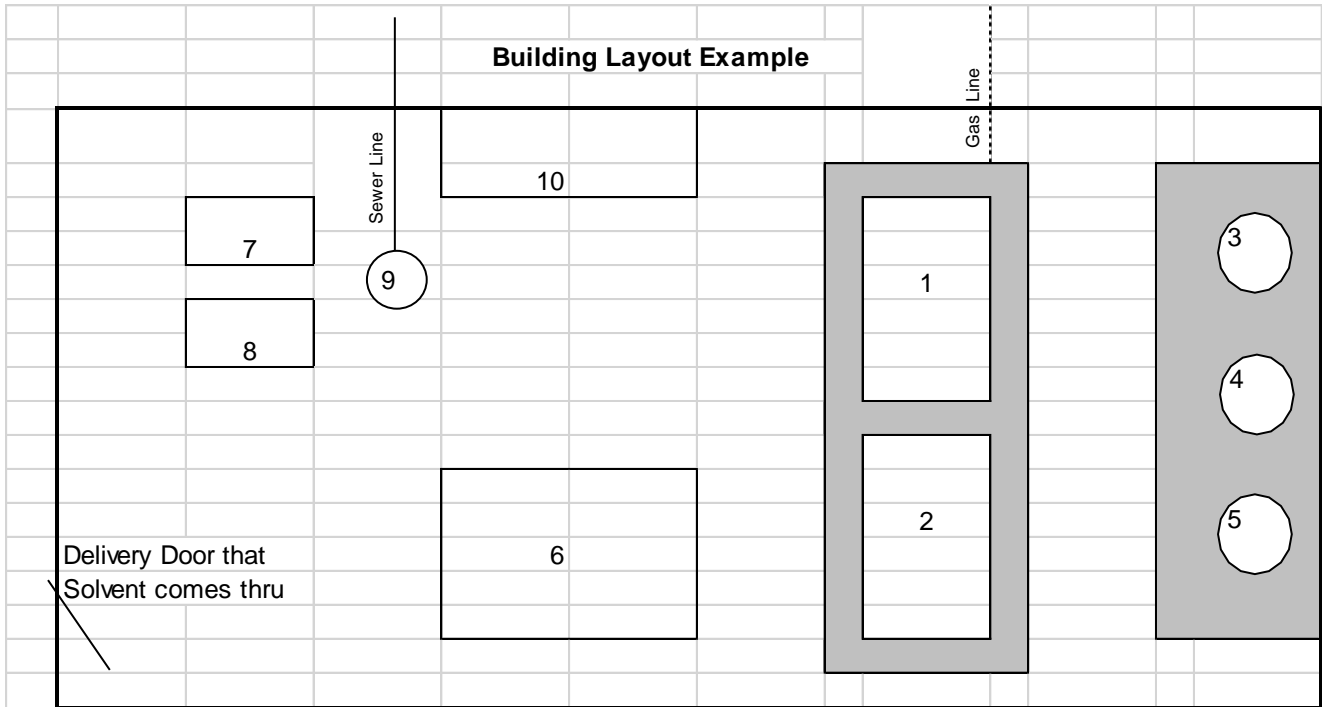 Building Layout Example
Gas Line
Sewer Line
10
3
7
9
1
4
8
2
5
6
Delivery Door that
Solvent comes thru